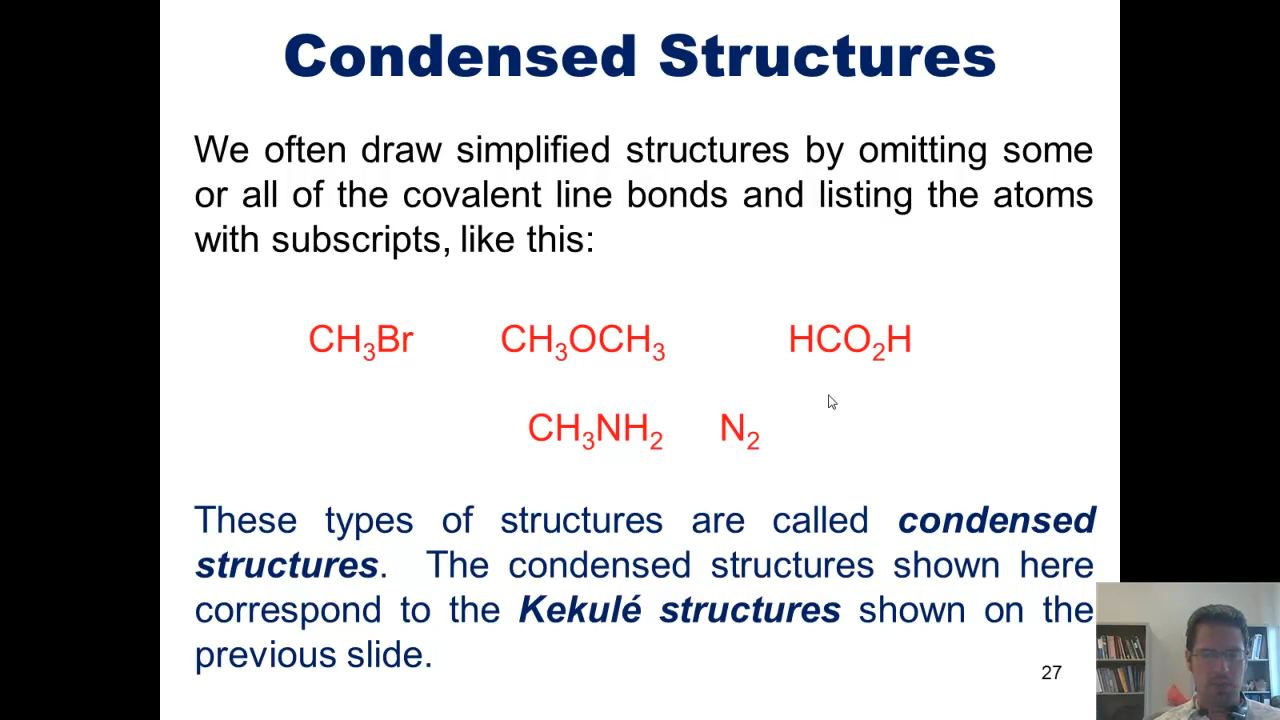 Condensed Structures
We often draw simplified structures by omitting some
or all of the covalent line bonds and listing the atoms
with subscripts, like this:
CH₃Br CH₃OCH₃ HCO₂H
CH₃NH₂ N₂
These types of structures are called condensed
structures. The condensed structures shown here
correspond to the Kekulé structures shown on the
previous slide.
27